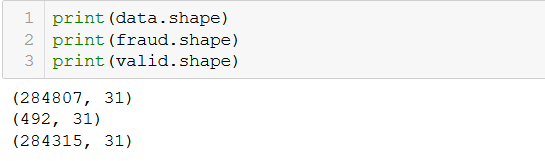 1 print(data.shape)
2 print(fraud.shape)
3 print(valid.shape)
(284807, 31)
(492, 31)
(284315, 31)